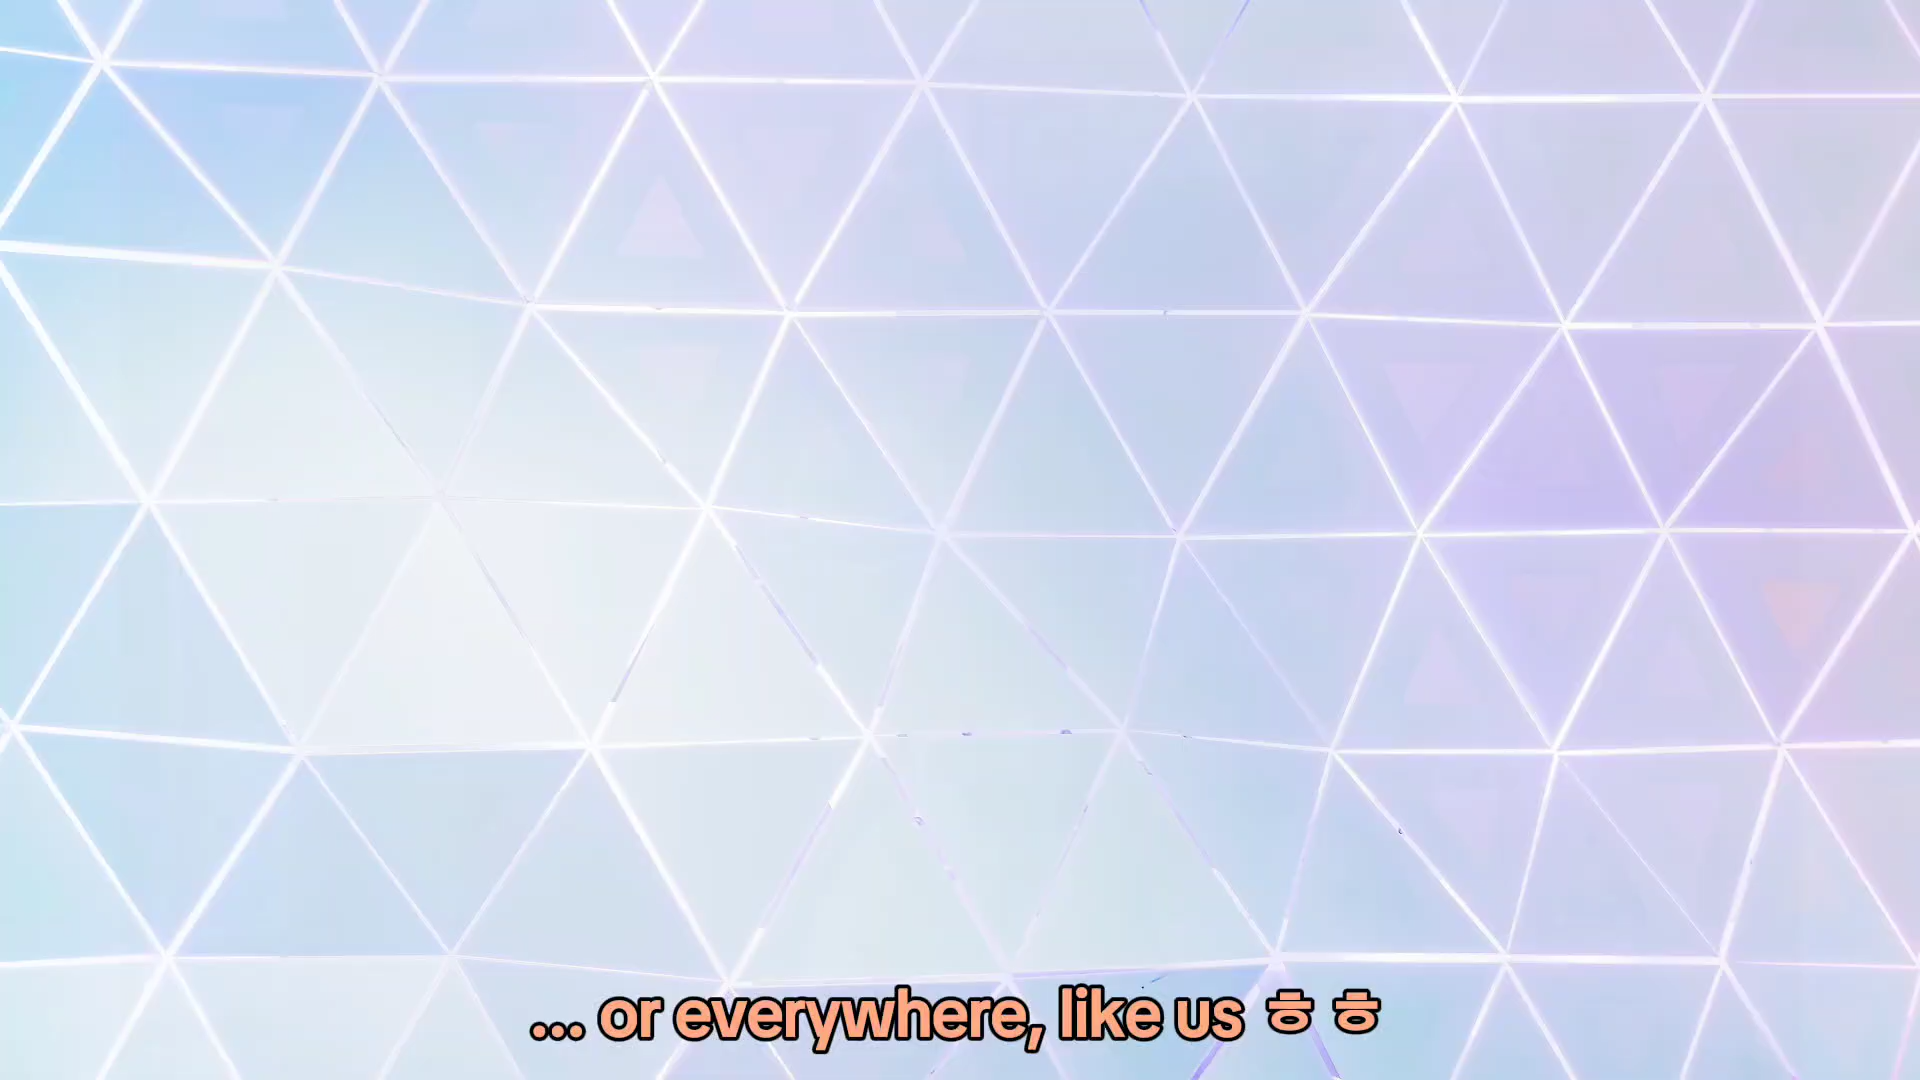 ... or everywhere, like us ㅎㅎ